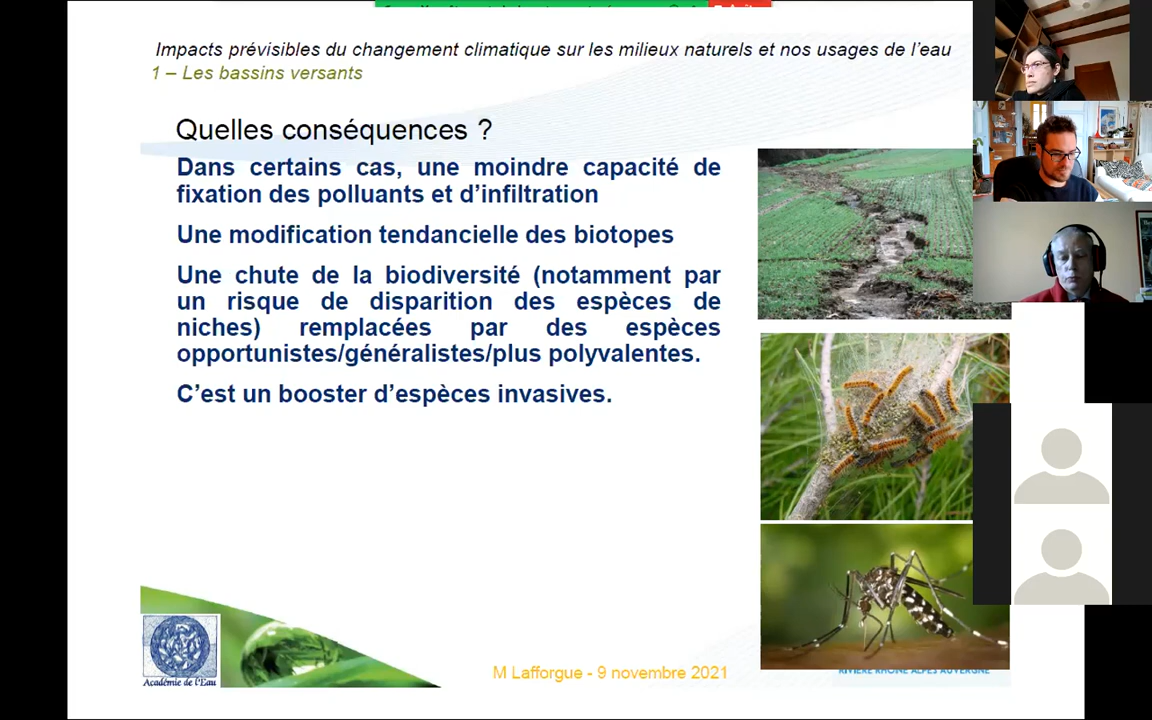 Impacts prévisibles du changement climatique sur les milieux naturels et nos usages de l'eau
1 – Les bassins versants
Quelles conséquences ?
Dans certains cas, une moindre capacité de
fixation des polluants et d'infiltration
Une modification tendancielle des biotopes
Une chute de la biodiversité (notamment par
un risque de disparition des espèces de
niches) remplacées par des espèces
opportunistes/généralistes/plus polyvalentes.
C'est un booster d'espèces invasives.
Académie de l'Eau
M Lafforgue - 9 novembre 2021
RIVIÈRE RHÔNE ALPES AUVERGNE